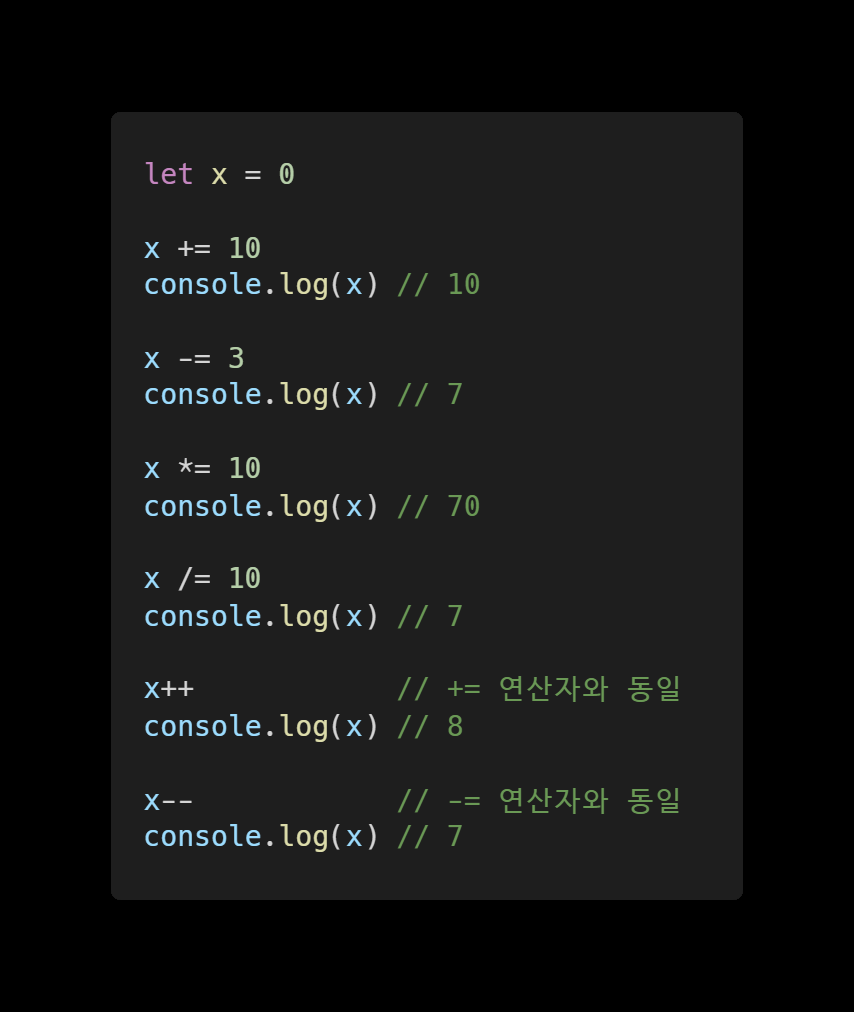 let x = 0
x += 10
console.log(x) // 10
x -= 3
console.log(x) // 7
x *= 10
console.log(x) // 70
x /= 10
console.log(x) // 7
x++            // += 연산자와 동일
console.log(x) // 8
x--            // -= 연산자와 동일
console.log(x) // 7